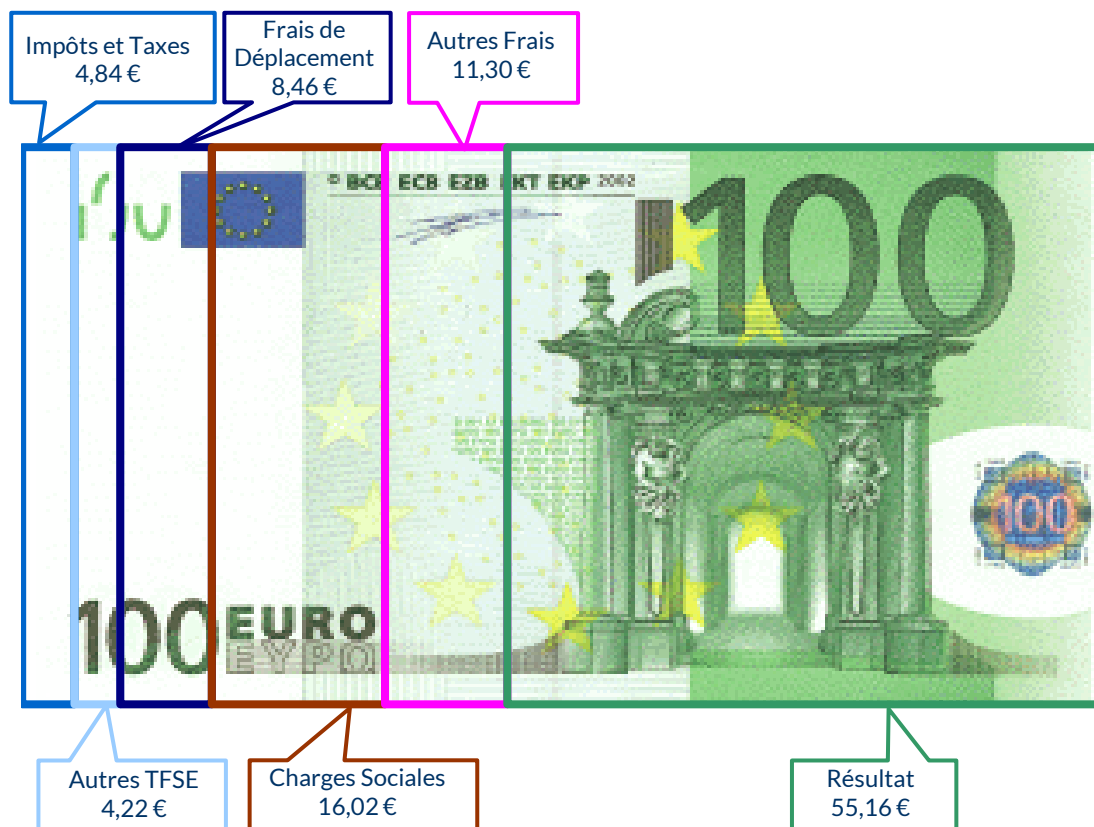 Impôts et Taxes
4,84 €
Frais de
Déplacement
8,46 €
Autres Frais
11,30 €
© BCE ECB EZB EKT EKP 2002
100
100
100 EURO
ΕΥΡΩ
Autres TFSE
4,22 €
Charges Sociales
16,02 €
Résultat
55,16 €